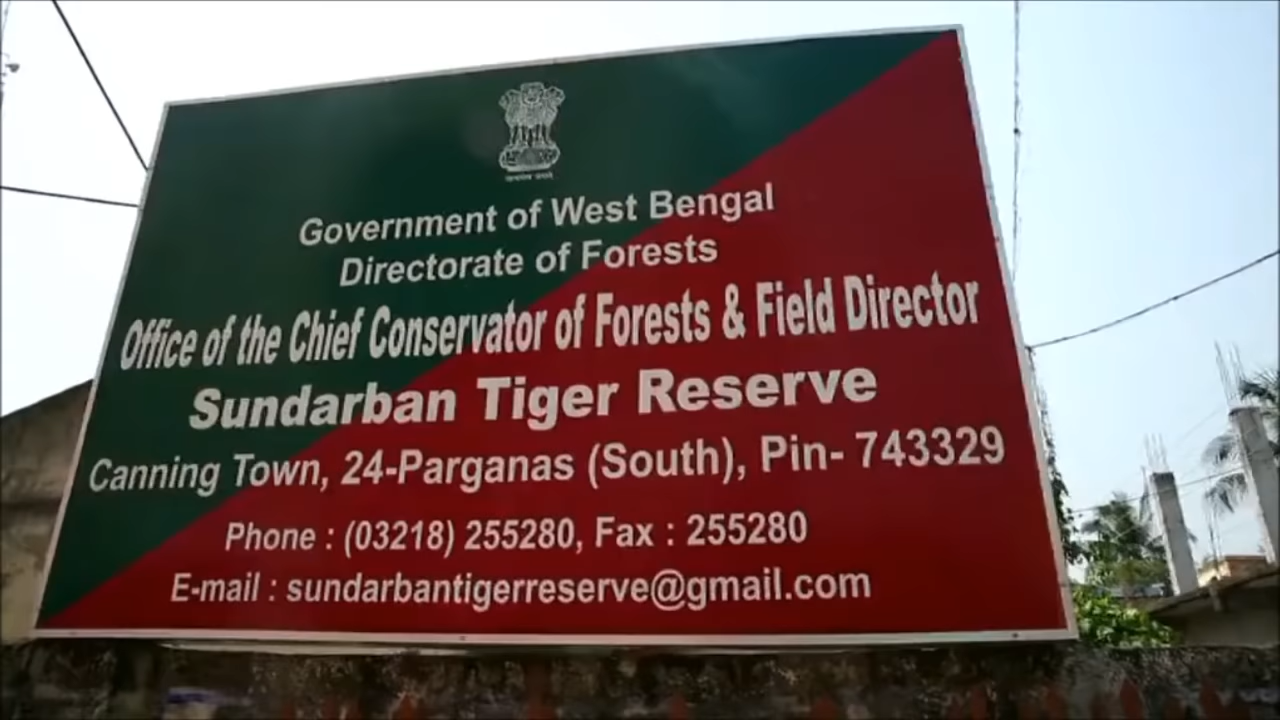 Government of West Bengal
Directorate of Forests
Office of the Chief Conservator of Forests & Field Director
Sundarban Tiger Reserve
Canning Town, 24-Parganas (South), Pin- 743329
Phone : (03218) 255280, Fax : 255280
E-mail : sundarbantigerreserve@gmail.com